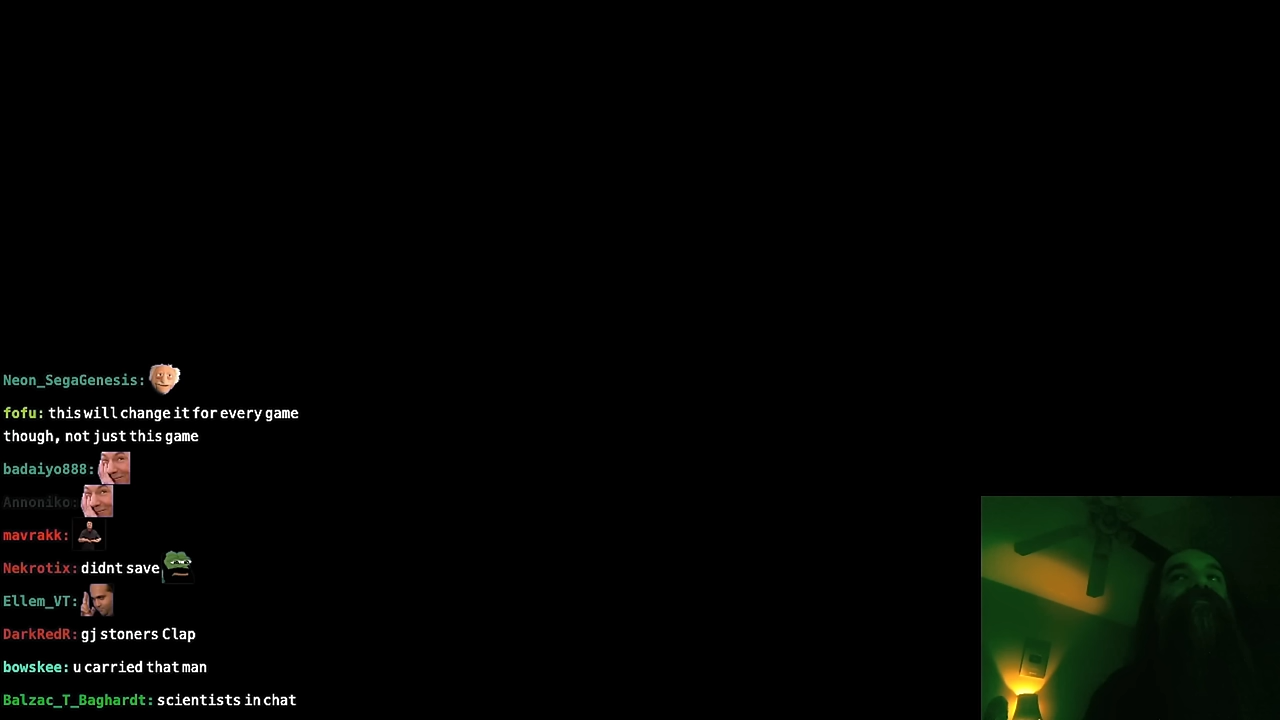 Neon_SegaGenesis:
fofu: this will change it for every game
though, not just this game
badaiyo888:
Annoniko:
mavrakk:
Nekrotix: didnt save
Ellem_VT:
DarkRedR: gj stoners Clap
bowskee: u carried that man
Balzac_T_Baghardt: scientists in chat